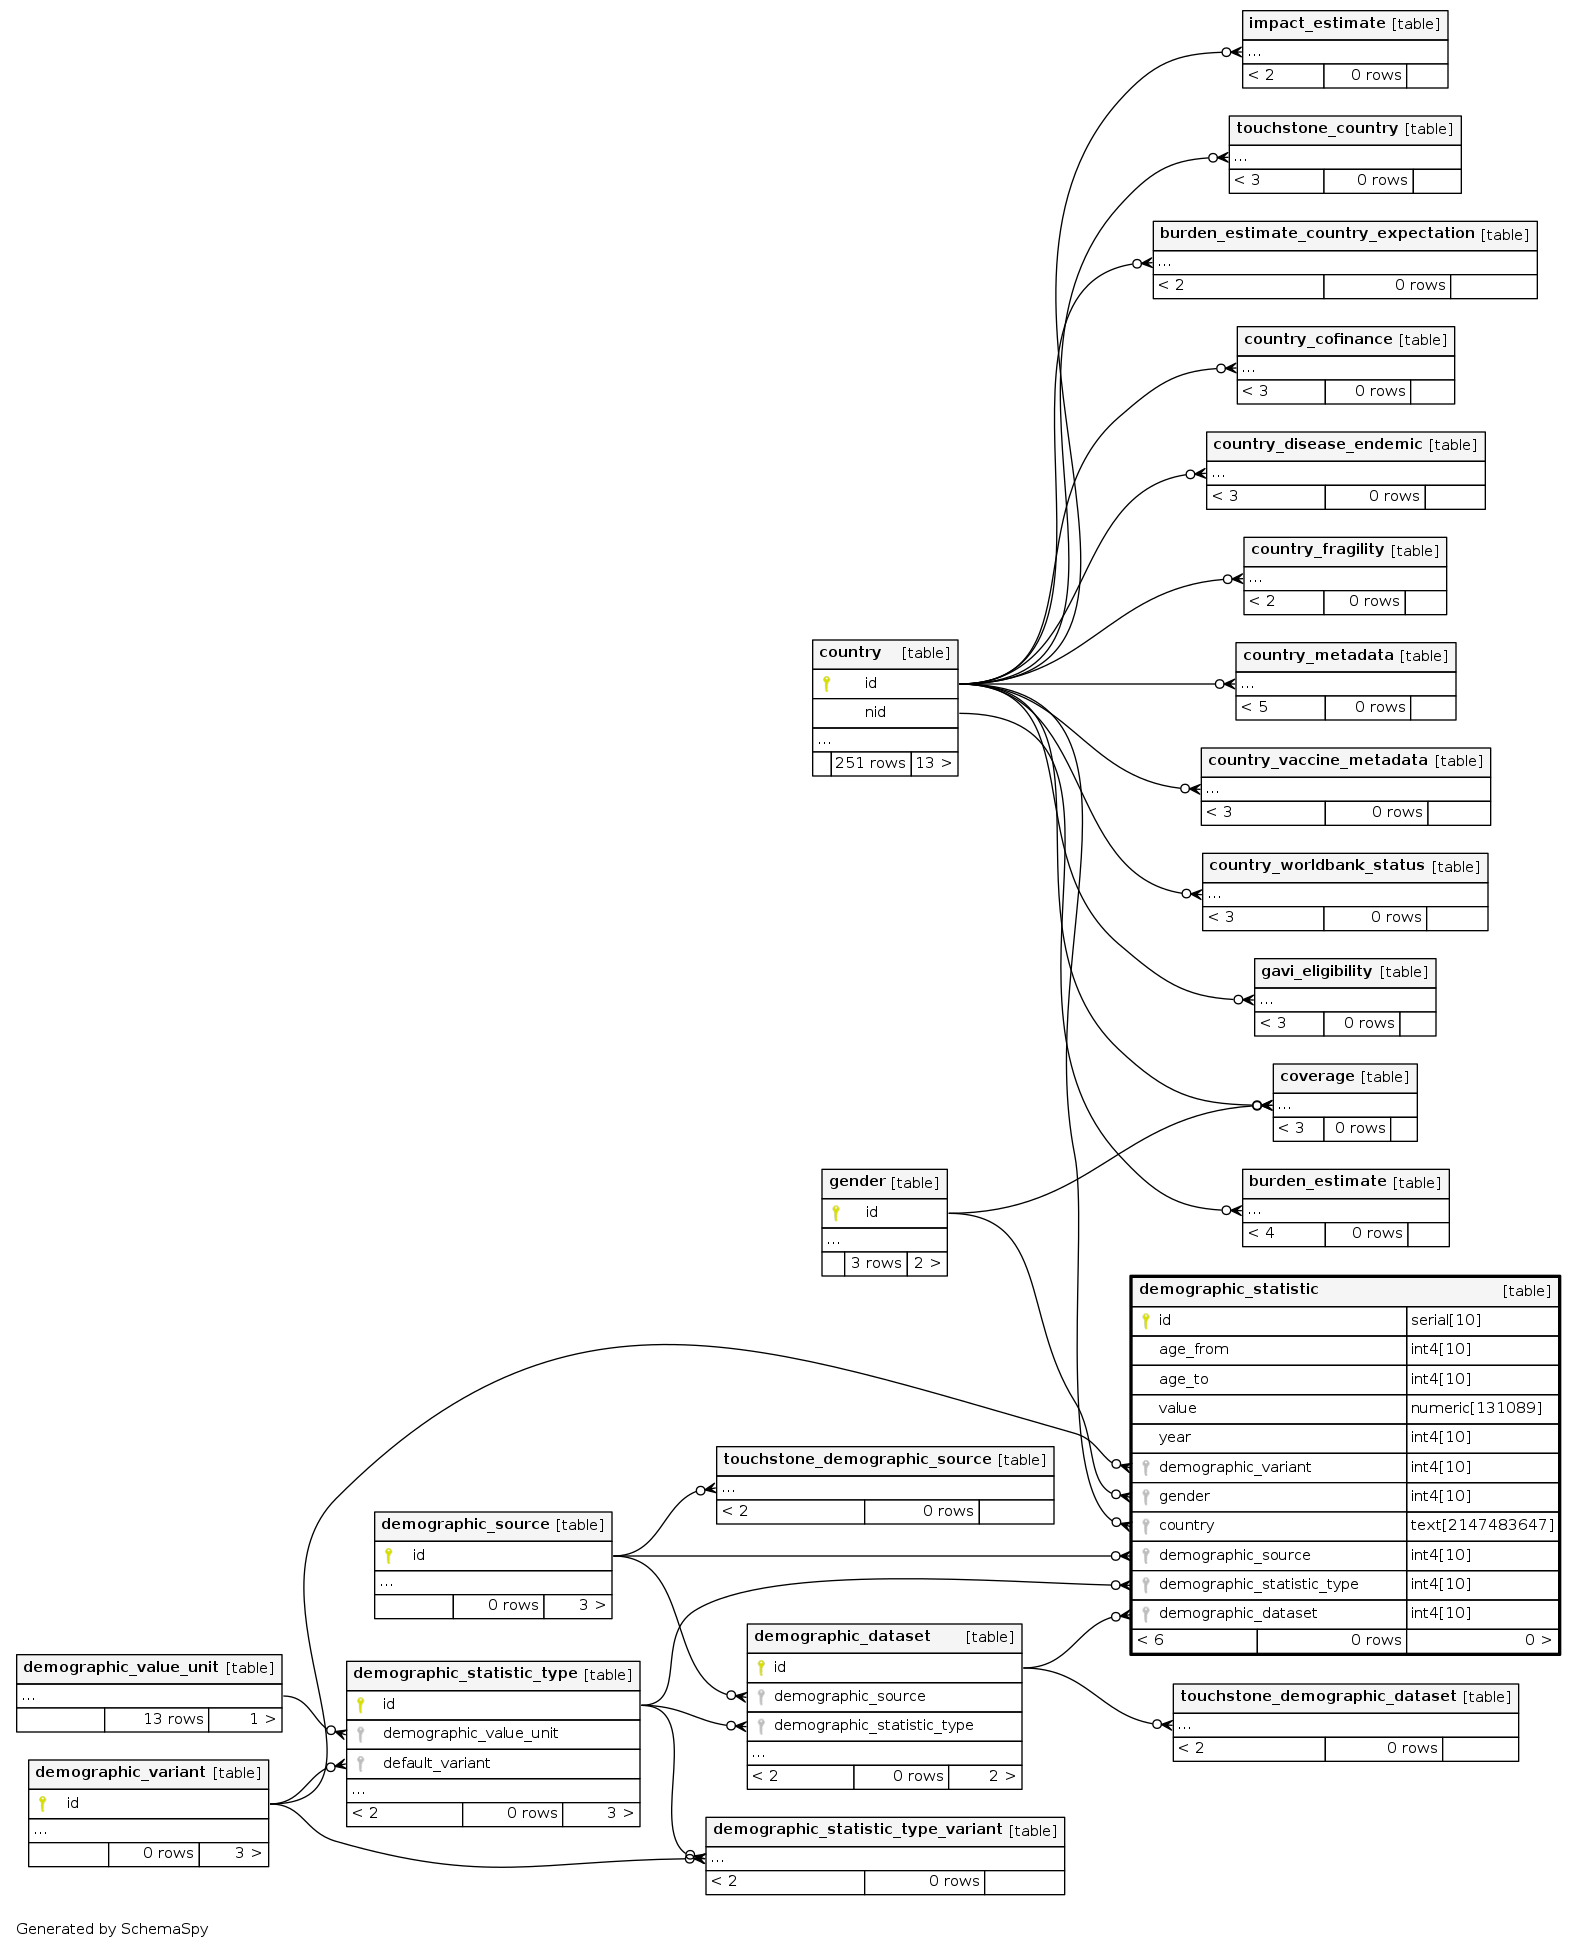 impact_estimate [table]
...
< 2 0 rows
touchstone_country [table]
...
< 3 0 rows
burden_estimate_country_expectation [table]
...
< 2 0 rows
country_cofinance [table]
...
< 3 0 rows
country_disease_endemic [table]
...
< 3 0 rows
country_fragility [table]
...
< 2 0 rows
country [table]
id
nid
...
251 rows 13 >
country_metadata [table]
...
< 5 0 rows
country_vaccine_metadata [table]
...
< 3 0 rows
country_worldbank_status [table]
...
< 3 0 rows
gavi_eligibility [table]
...
< 3 0 rows
coverage [table]
...
< 3 0 rows
gender [table]
id
...
3 rows 2 >
burden_estimate [table]
...
< 4 0 rows
demographic_statistic [table]
id serial[10]
age_from int4[10]
age_to int4[10]
value numeric[131089]
year int4[10]
demographic_variant int4[10]
gender int4[10]
country text[2147483647]
demographic_source int4[10]
demographic_statistic_type int4[10]
demographic_dataset int4[10]
< 6 0 rows 0 >
touchstone_demographic_source [table]
...
< 2 0 rows
demographic_source [table]
id
...
0 rows 3 >
demographic_dataset [table]
id
demographic_source
demographic_statistic_type
...
< 2 0 rows 2 >
demographic_value_unit [table]
...
13 rows 1 >
demographic_statistic_type [table]
id
demographic_value_unit
default_variant
...
< 2 0 rows 3 >
touchstone_demographic_dataset [table]
...
< 2 0 rows
demographic_variant [table]
id
...
0 rows 3 >
demographic_statistic_type_variant [table]
...
< 2 0 rows
Generated by SchemaSpy